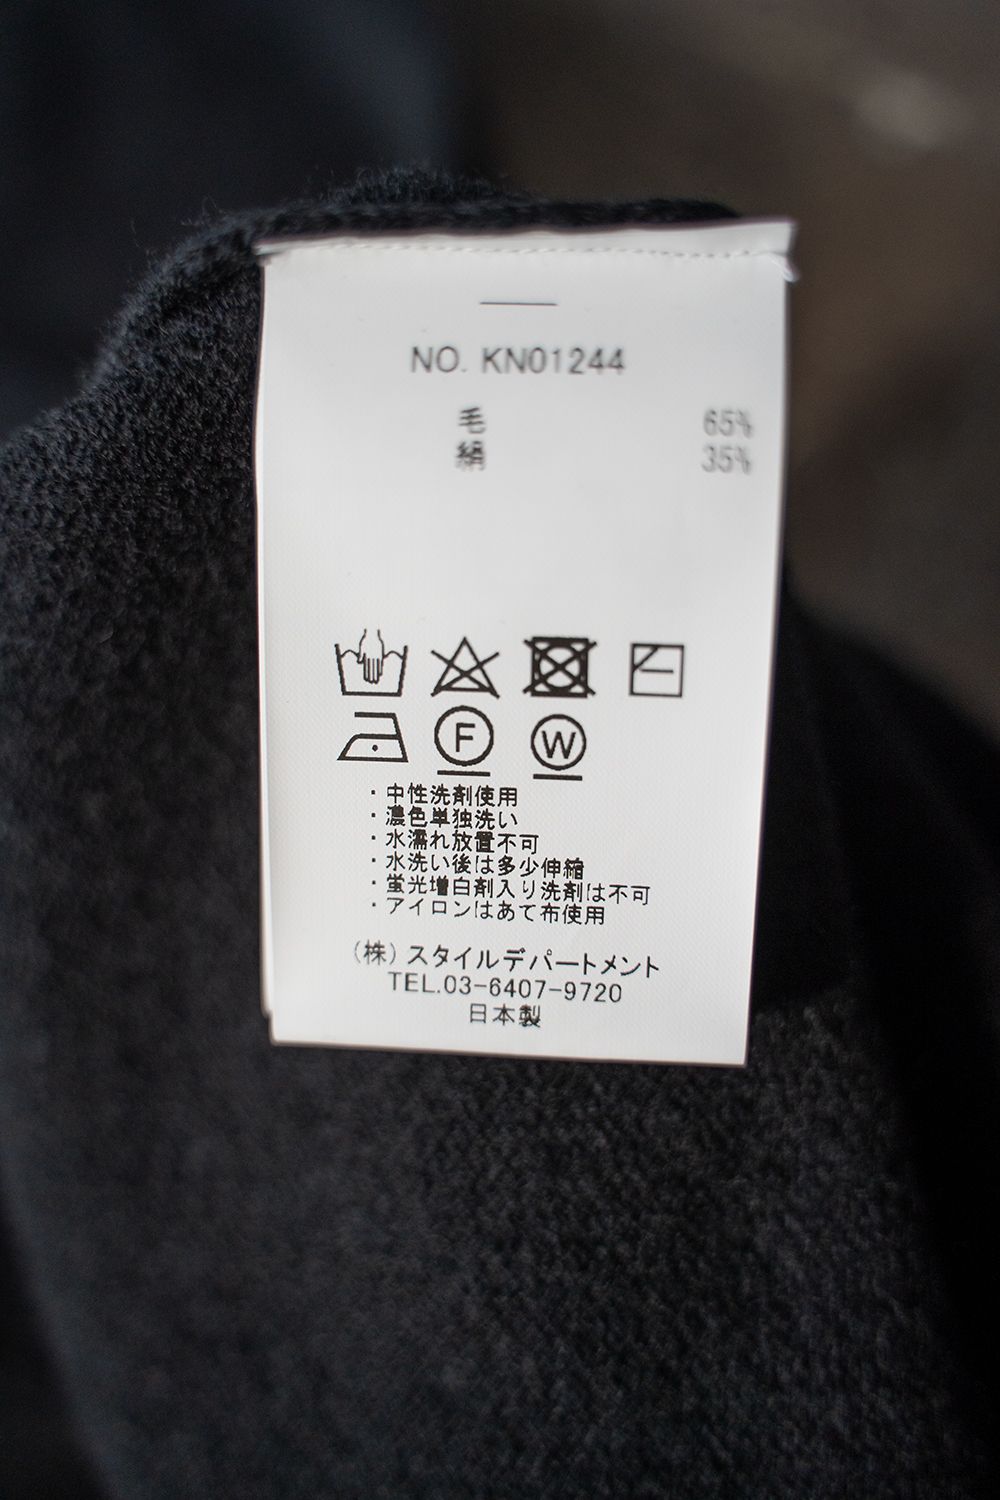 NO. KN01244
毛 65%
絹 35%
F W
・中性洗剤使用
・濃色単独洗い
・水濡れ放置不可
・水洗い後は多少伸縮
・蛍光増白剤入り洗剤は不可
・アイロンはあて布使用
(株)スタイルデパートメント
TEL.03-6407-9720
日本製